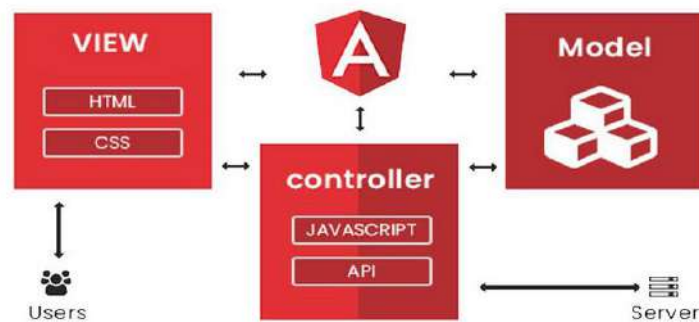 VIEW
HTML
CSS
A
Model
controller
JAVASCRIPT
API
Users
Server